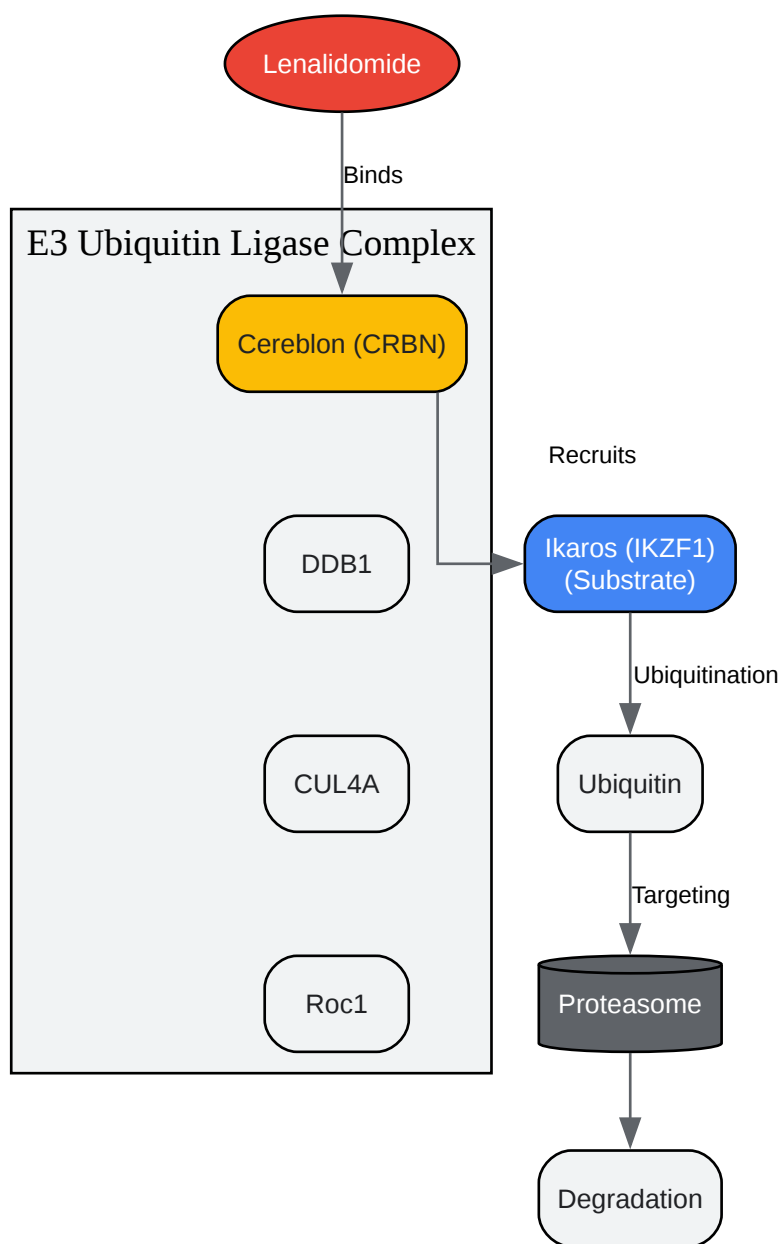 Lenalidomide
Binds
E3 Ubiquitin Ligase Complex
Cereblon (CRBN)
Recruits
DDB1
Ikaros (IKZF1)
(Substrate)
Ubiquitination
CUL4A
Ubiquitin
Targeting
Roc1
Proteasome
Degradation